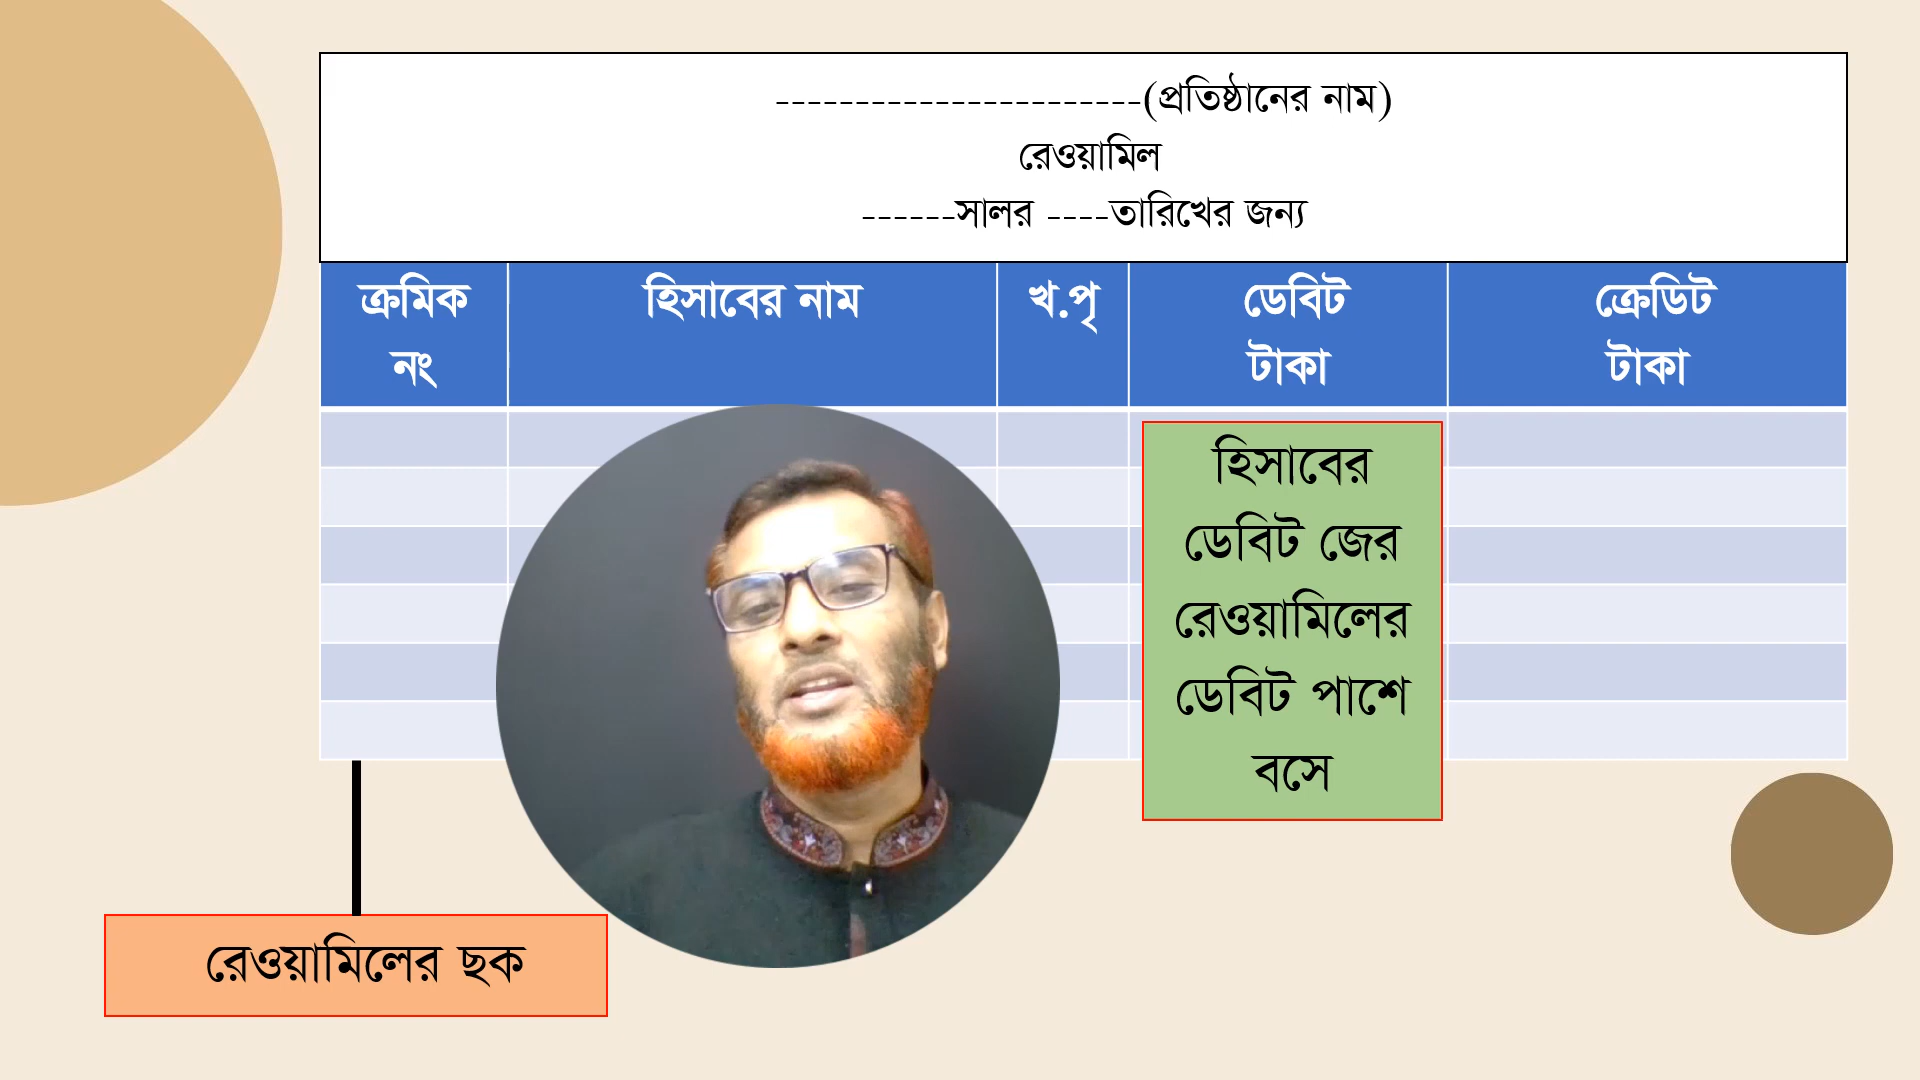 -----------------------(প্রতিষ্ঠানের নাম)
রেওয়ামিল
------সালর ----তারিখের জন্য
ক্রমিক নং
হিসাবের নাম
খ.পৃ
ডেবিট টাকা
ক্রেডিট টাকা
হিসাবের
ডেবিট জের
রেওয়ামিলের
ডেবিট পাশে
বসে
রেওয়ামিলের ছক